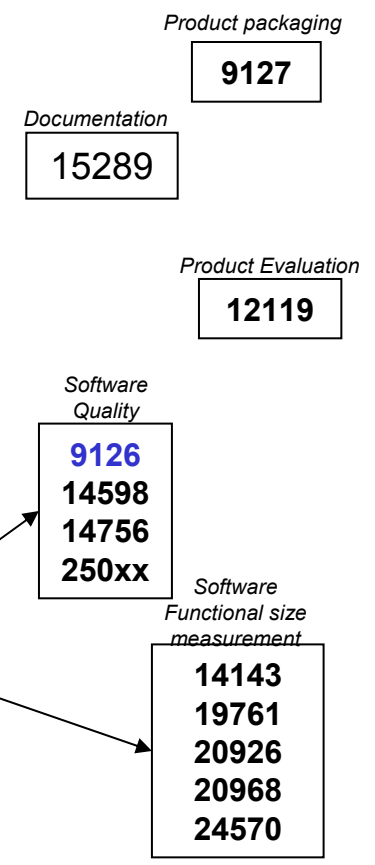 Product packaging
9127
Documentation
15289
Product Evaluation
12119
Software
Quality
9126
14598
14756
250xx
Software
Functional size
measurement
14143
19761
20926
20968
24570